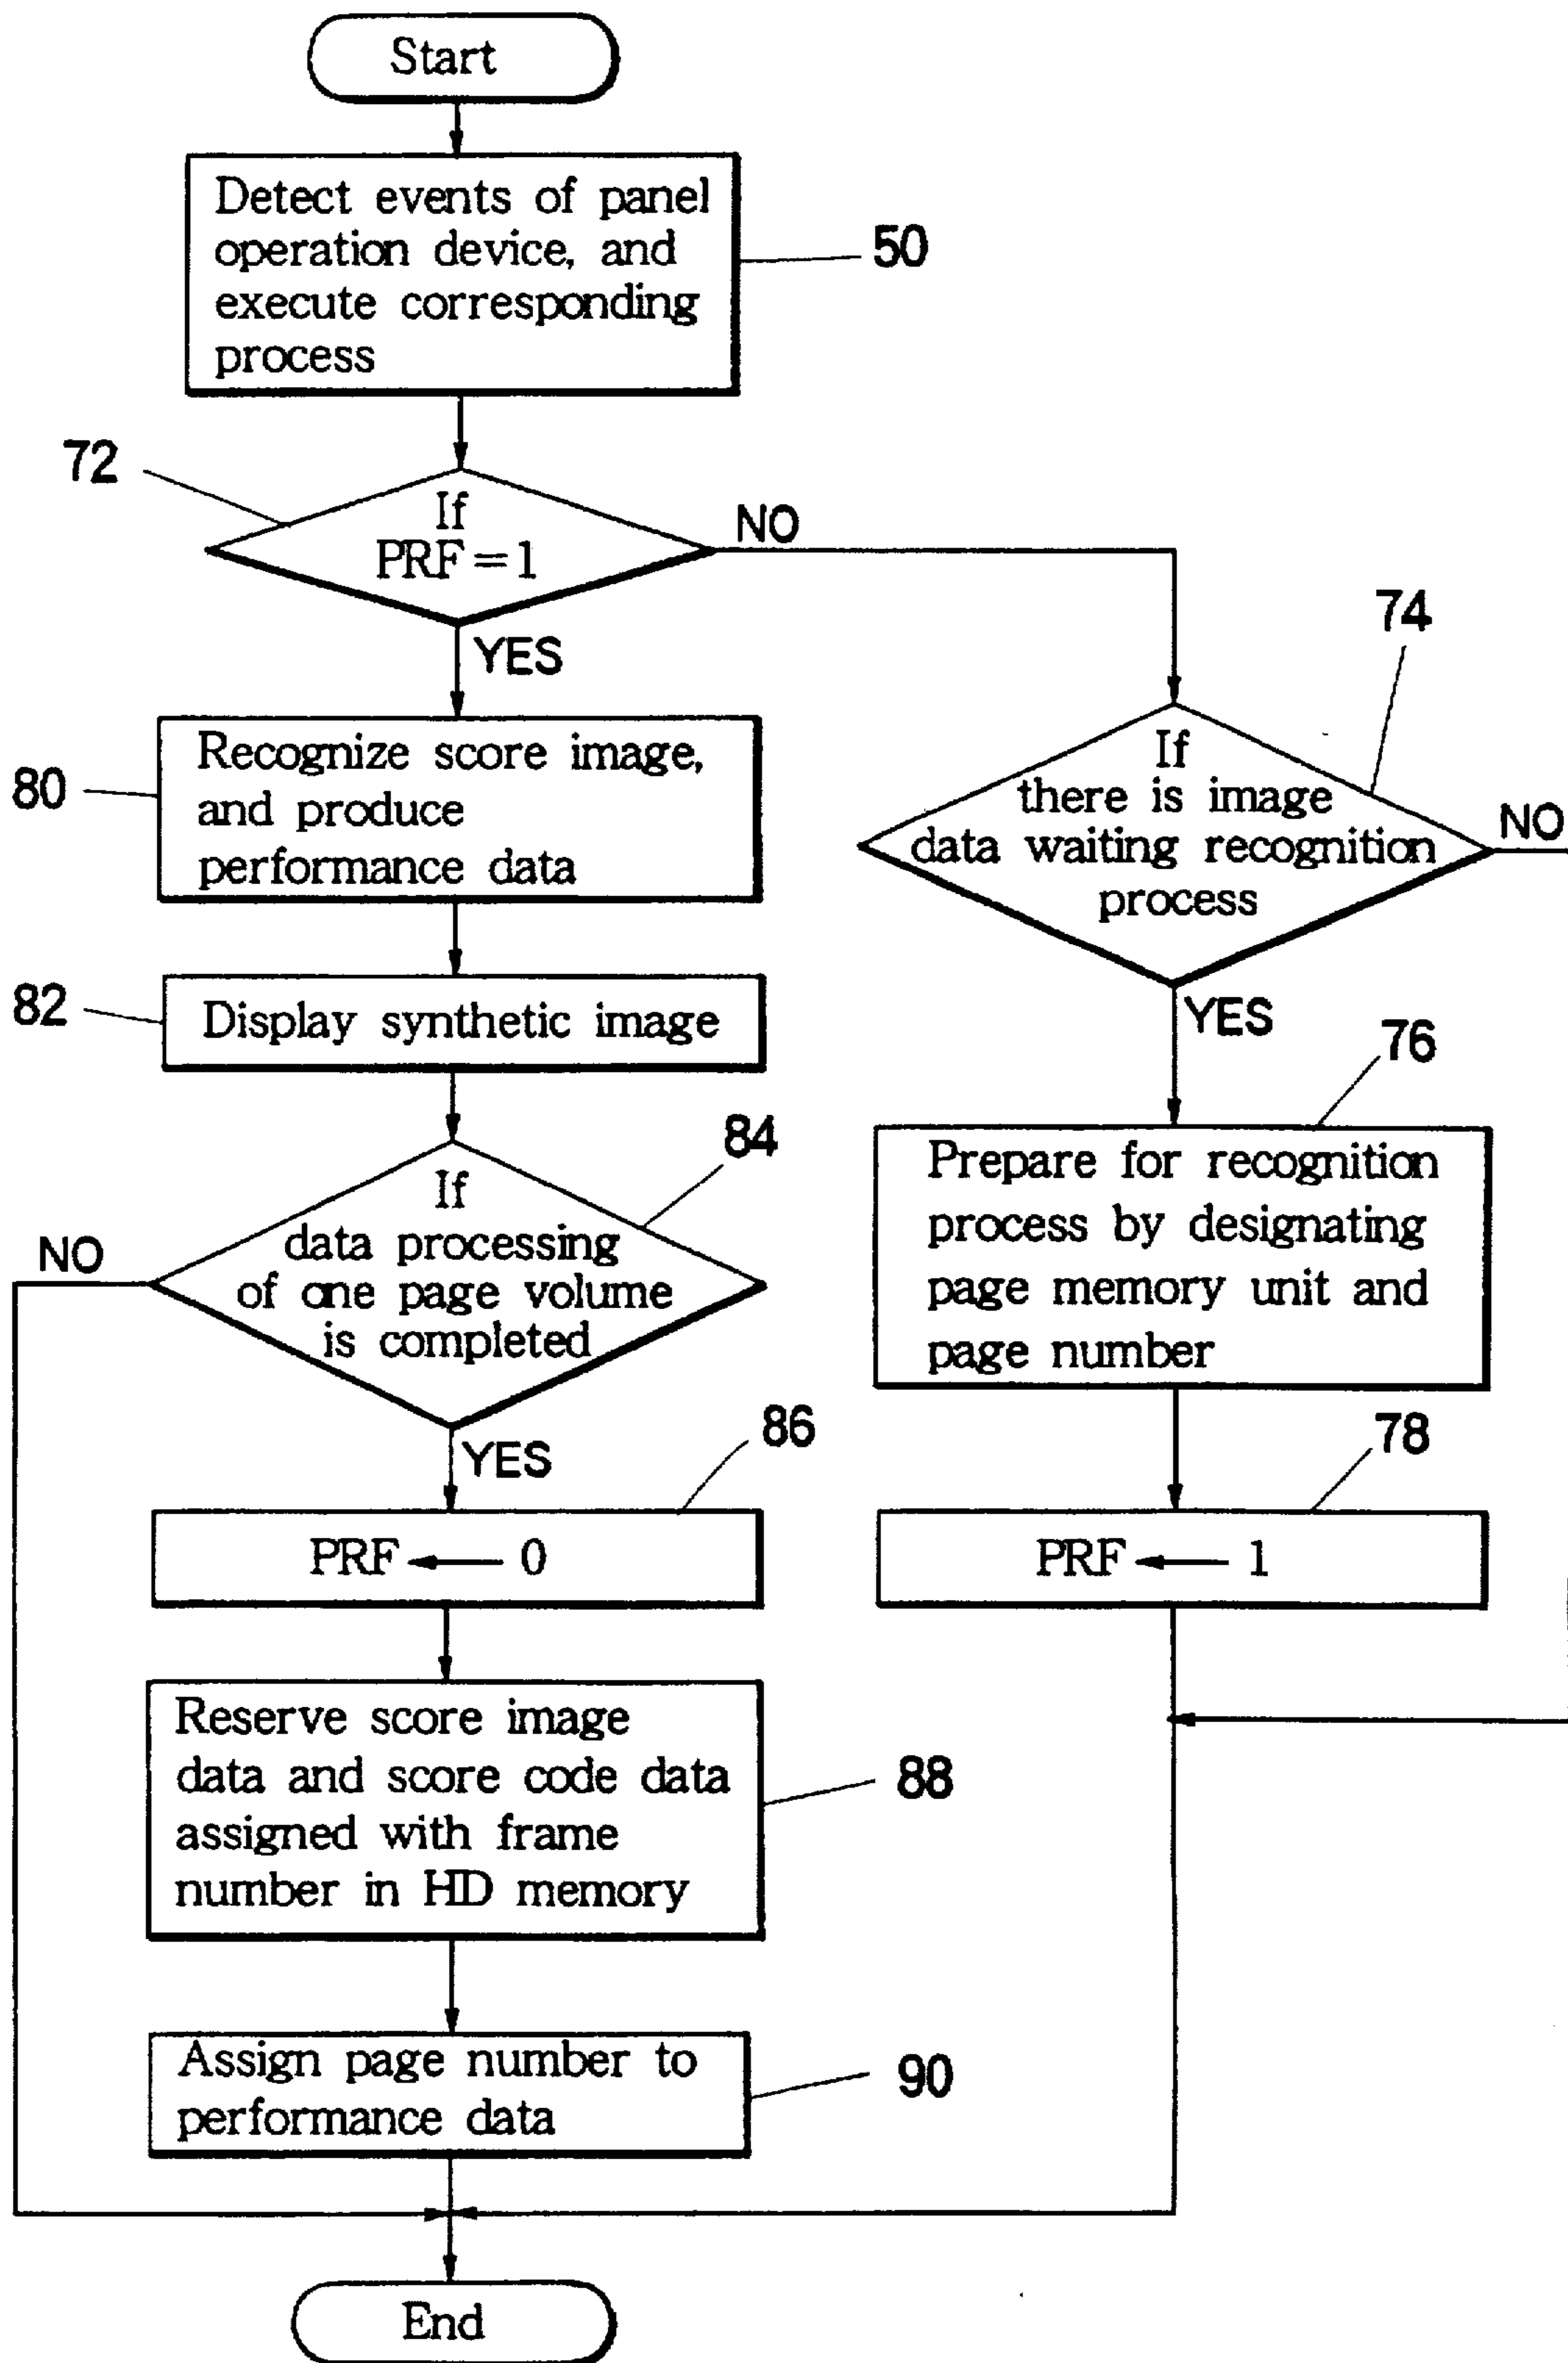 Start
Detect events of panel
operation device, and
execute corresponding
process
50
72
If
PRF=1
NO
YES
74
If
there is image
data waiting recognition
process
NO
YES
80
Recognize score image,
and produce
performance data
82
Display synthetic image
76
Prepare for recognition
process by designating
page memory unit and
page number
84
If
data processing
of one page volume
is completed
NO
YES
86
PRF ← 0
78
PRF ← 1
Reserve score image
data and score code data
assigned with frame
number in HD memory
88
Assign page number to
performance data
90
End